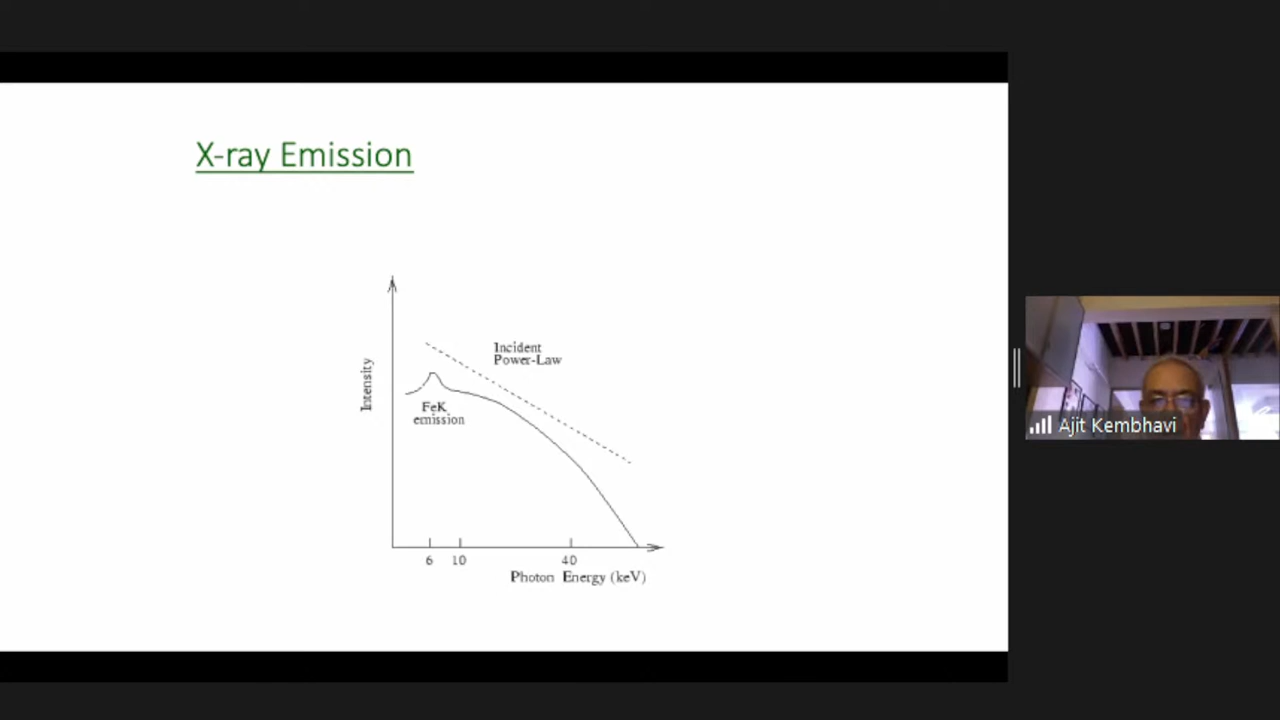 X-ray Emission
Incident
Power-Law
Intensity
FeK
emission
6 10 40
Photon Energy (keV)
Ajit Kembhavi